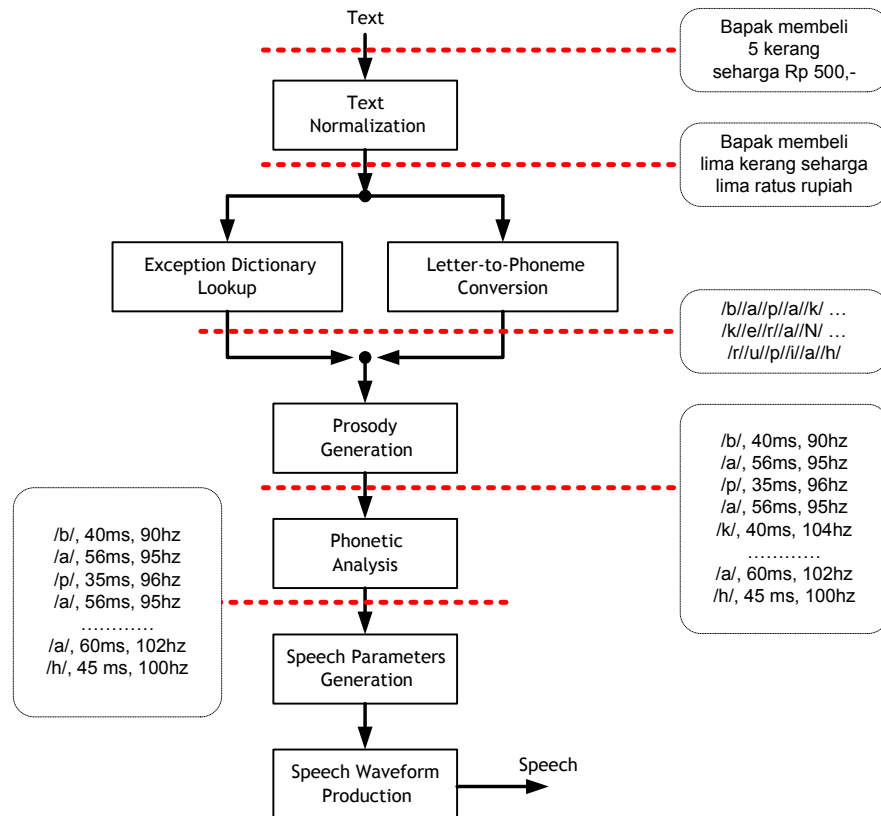 Text
Bapak membeli
5 kerang
seharga Rp 500,-
Text
Normalization
Bapak membeli
lima kerang seharga
lima ratus rupiah
Exception Dictionary
Lookup
Letter-to-Phoneme
Conversion
/b//a//p//a//k/ …
/k//e//r//a//N/ …
/r//u//p//i//a//h/
Prosody
Generation
/b/, 40ms, 90hz
/a/, 56ms, 95hz
/p/, 35ms, 96hz
/a/, 56ms, 95hz
/k/, 40ms, 104hz
…………
/a/, 60ms, 102hz
/h/, 45 ms, 100hz
Phonetic
Analysis
/b/, 40ms, 90hz
/a/, 56ms, 95hz
/p/, 35ms, 96hz
/a/, 56ms, 95hz
…………
/a/, 60ms, 102hz
/h/, 45 ms, 100hz
Speech Parameters
Generation
Speech Waveform
Production
Speech